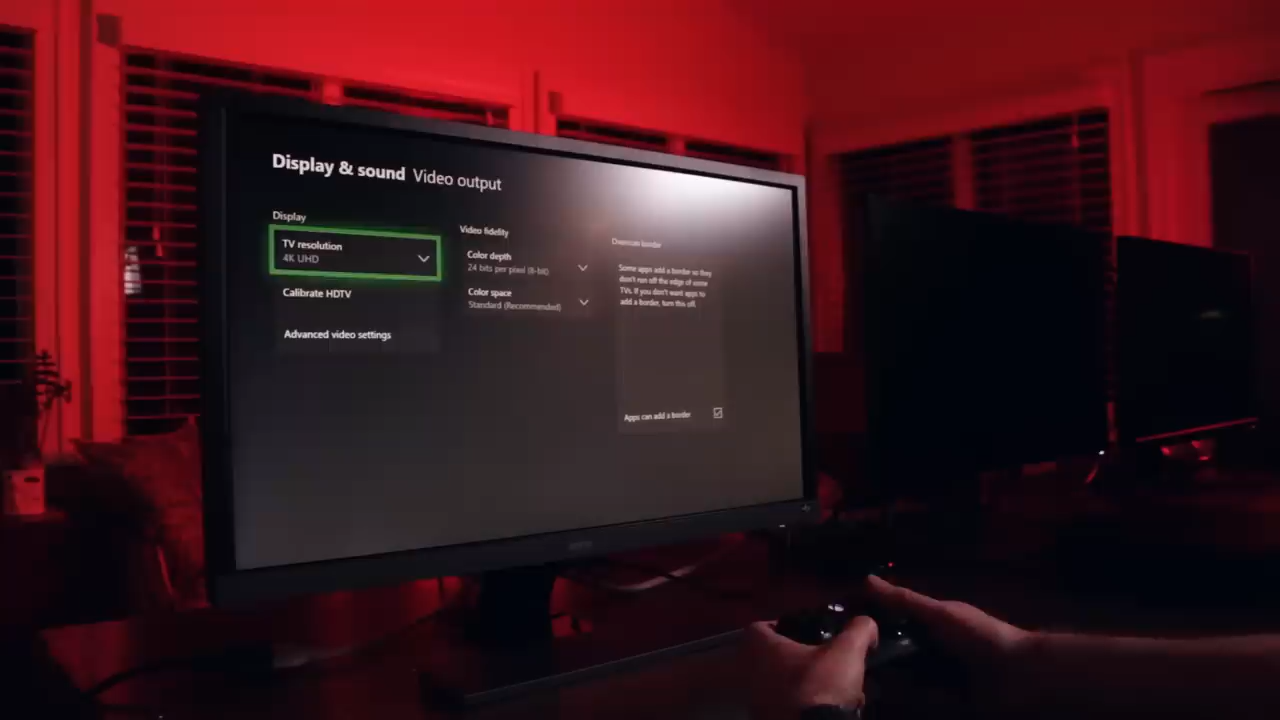 Display & sound Video output
Display
TV resolution
4K UHD
Calibrate HDTV
Advanced video settings
Video fidelity
Color depth
24 bits per pixel (8-bit)
Color space
Standard (Recommended)
Overscan border
Some apps add a border so they
don't run off the edge of some
TVs. If you don't want apps to
add a border, turn this off.
Apps can add a border